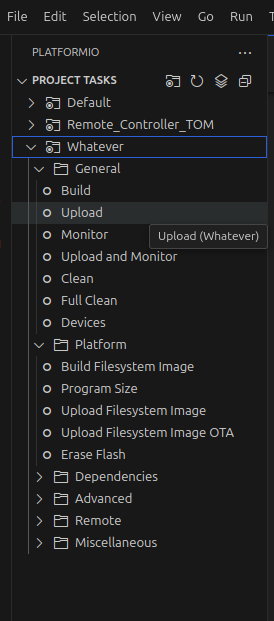 File Edit Selection View Go Run
PLATFORMIO
PROJECT TASKS
Default
Remote_Controller_TOM
Whatever
General
Build
Upload
Monitor
Upload (Whatever)
Upload and Monitor
Clean
Full Clean
Devices
Platform
Build Filesystem Image
Program Size
Upload Filesystem Image
Upload Filesystem Image OTA
Erase Flash
Dependencies
Advanced
Remote
Miscellaneous